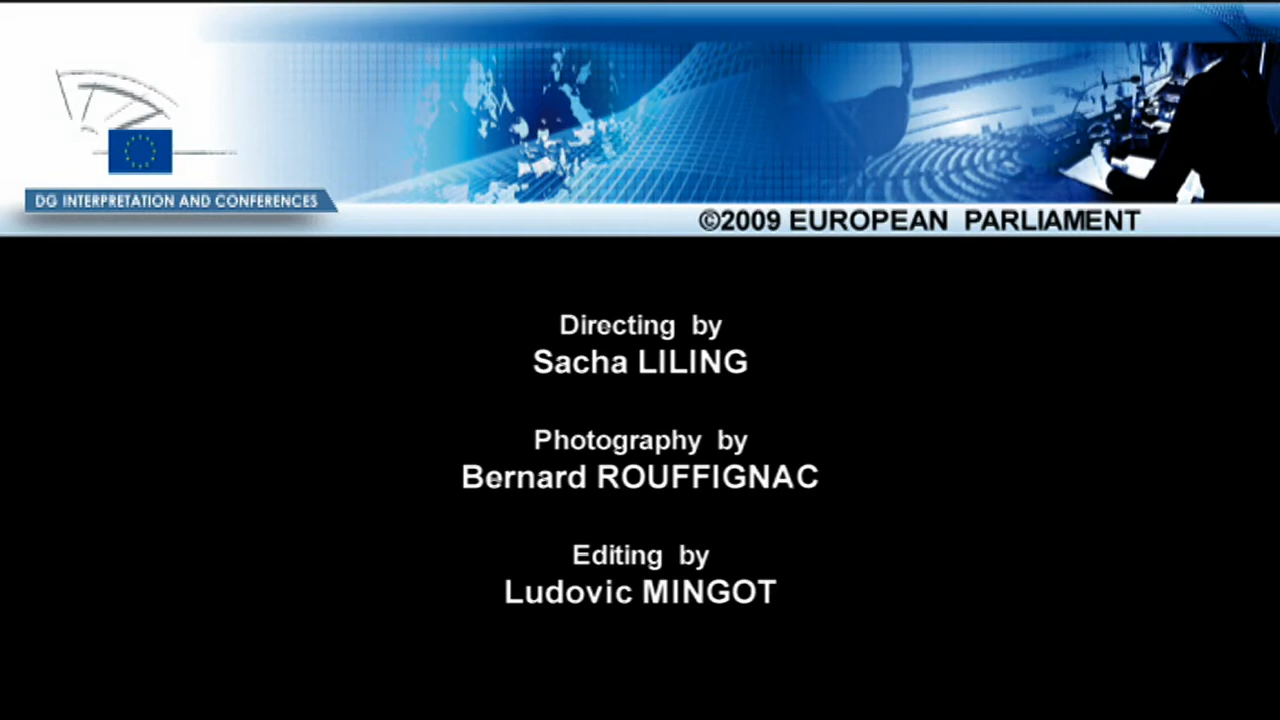 DG INTERPRETATION AND CONFERENCES
©2009 EUROPEAN PARLIAMENT
Directing by
Sacha LILING
Photography by
Bernard ROUFFIGNAC
Editing by
Ludovic MINGOT